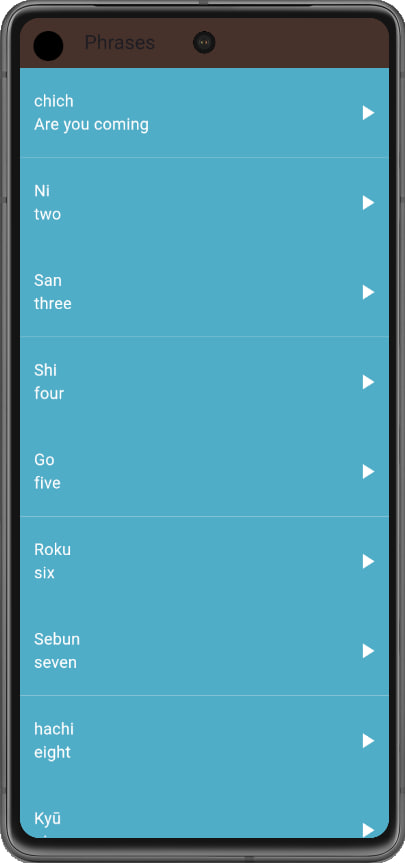 Phrases
chich
Are you coming
Ni
two
San
three
Shi
four
Go
five
Roku
six
Sebun
seven
hachi
eight
Kyū